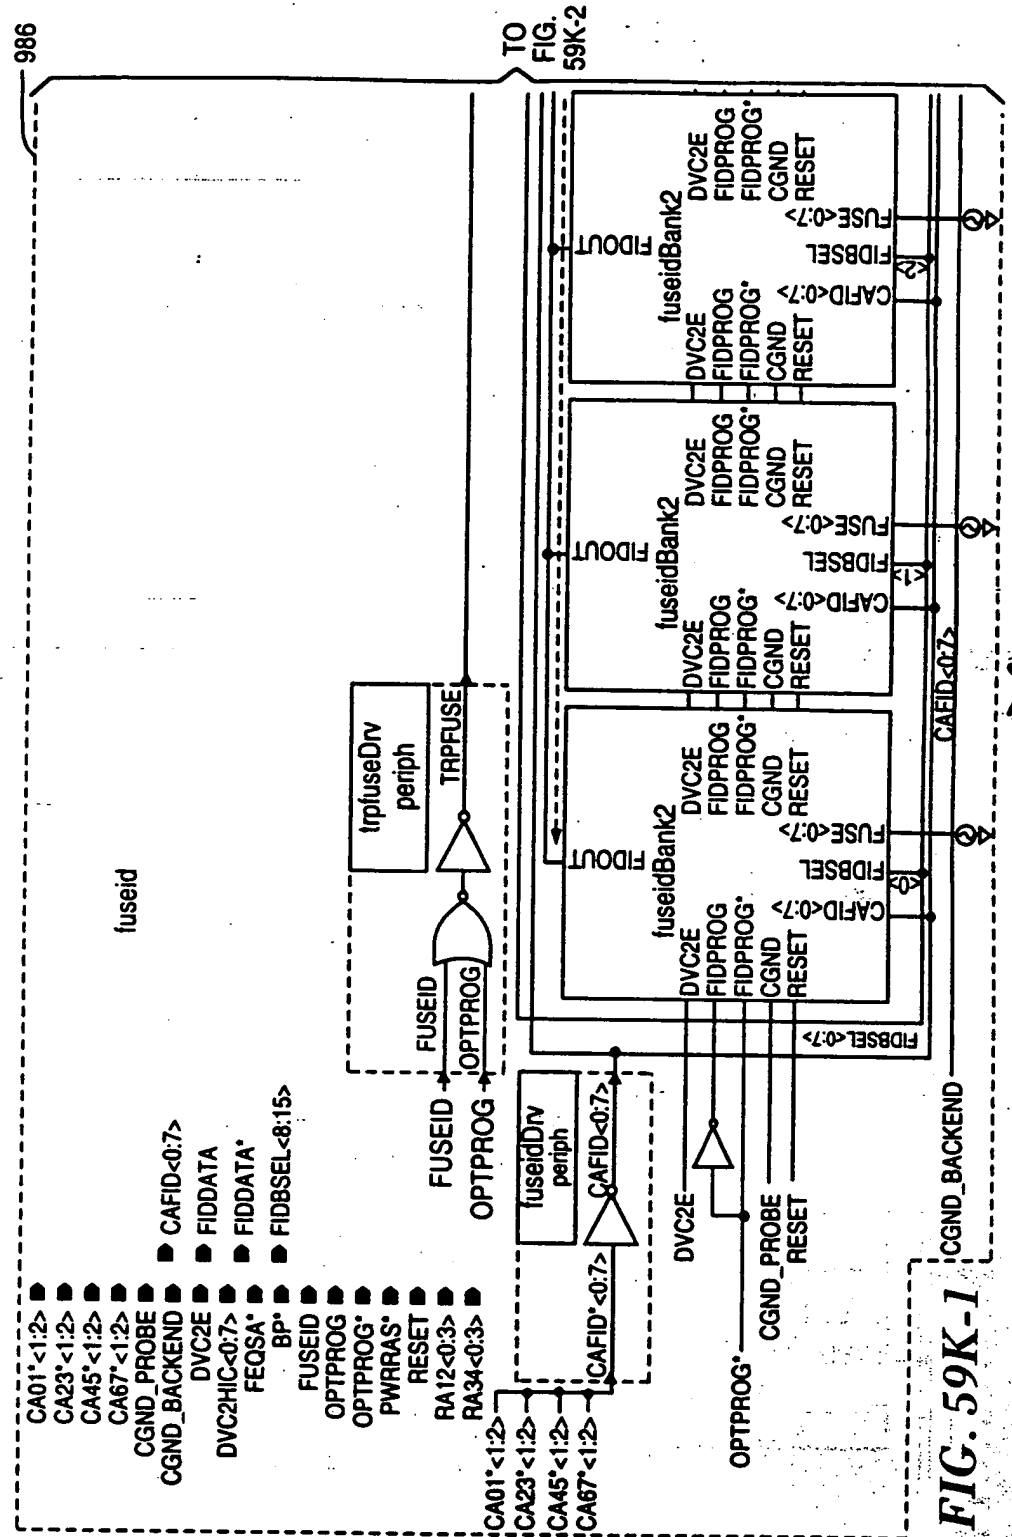 986
TO
FIG.
59K-2
fuseid
CA01*<1:2>
CA23*<1:2>
CA45*<1:2>
CA67*<1:2>
CGND_PROBE
CGND_BACKEND
DVC2E
DVC2HIC<0:7>
FEQSA*
BP*
FUSEID
OPTPROG
OPTPROG*
PWRRAS*
RESET
RA12<0:3>
RA34<0:3>
CAFID<0:7>
FIDDATA
FIDDATA*
FIDBSEL<8:15>
trpfuseDrv
periph
FUSEID
FUSEID
OPTPROG
OPTPROG
TRPFUSE
CA01*<1:2>
CA23*<1:2>
CA45*<1:2>
CA67*<1:2>
fuseidDrv
periph
CAFID*<0:7>
CAFID<0:7>
DVC2E
OPTPROG*
CGND_PROBE
RESET
CGND_BACKEND
FIDBSEL<0:7>
CAFID<0:7>
FIDOUT
fuseidBank2
DVC2E
FIDPROG
FIDPROG*
CGND
RESET
DVC2E
FIDPROG
FIDPROG*
CGND
RESET
CAFID<0:7>
FIDBSEL
<0>
FUSE<0:7>
FIDOUT
fuseidBank2
DVC2E
FIDPROG
FIDPROG*
CGND
RESET
DVC2E
FIDPROG
FIDPROG*
CGND
RESET
CAFID<0:7>
FIDBSEL
<1>
FUSE<0:7>
FIDOUT
fuseidBank2
DVC2E
FIDPROG
FIDPROG*
CGND
RESET
DVC2E
FIDPROG
FIDPROG*
CGND
RESET
CAFID<0:7>
FIDBSEL
<2>
FUSE<0:7>
FIG. 59K-1